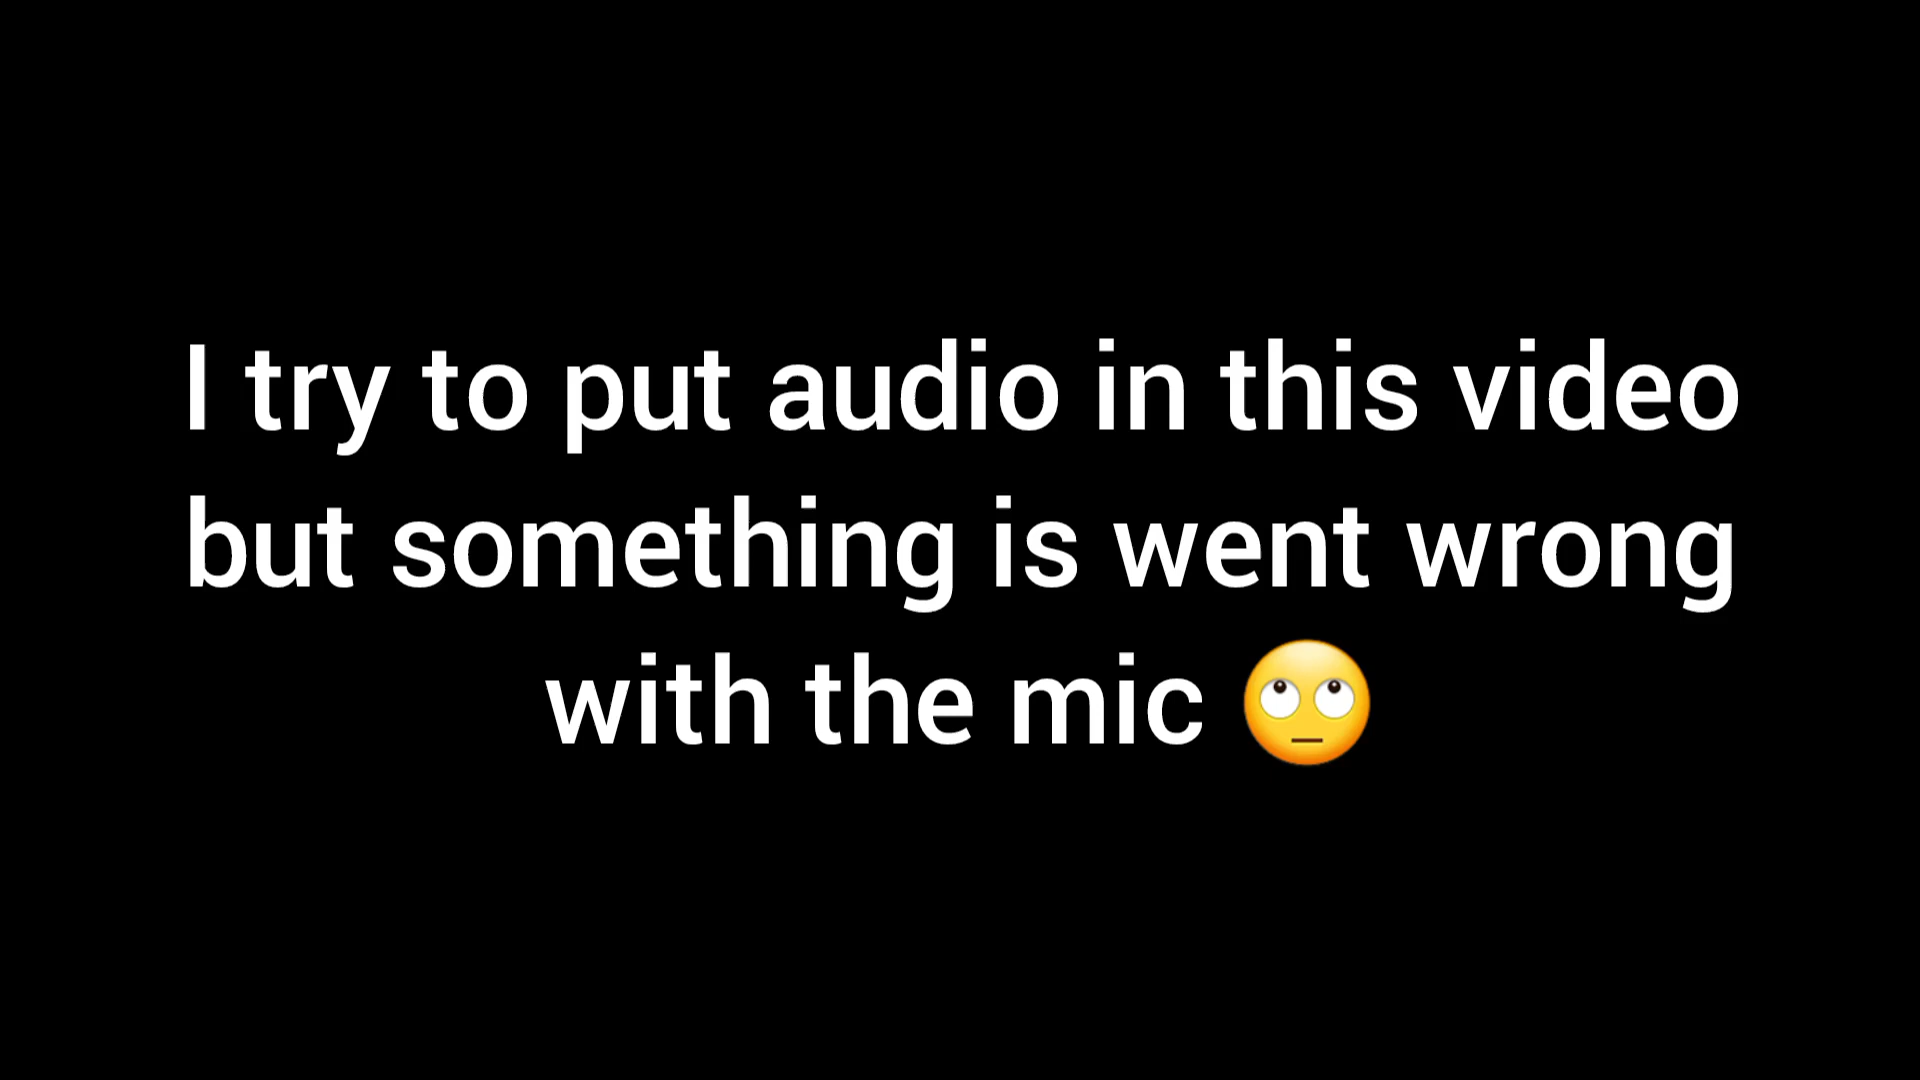 I try to put audio in this video
but something is went wrong
with the mic 🙄